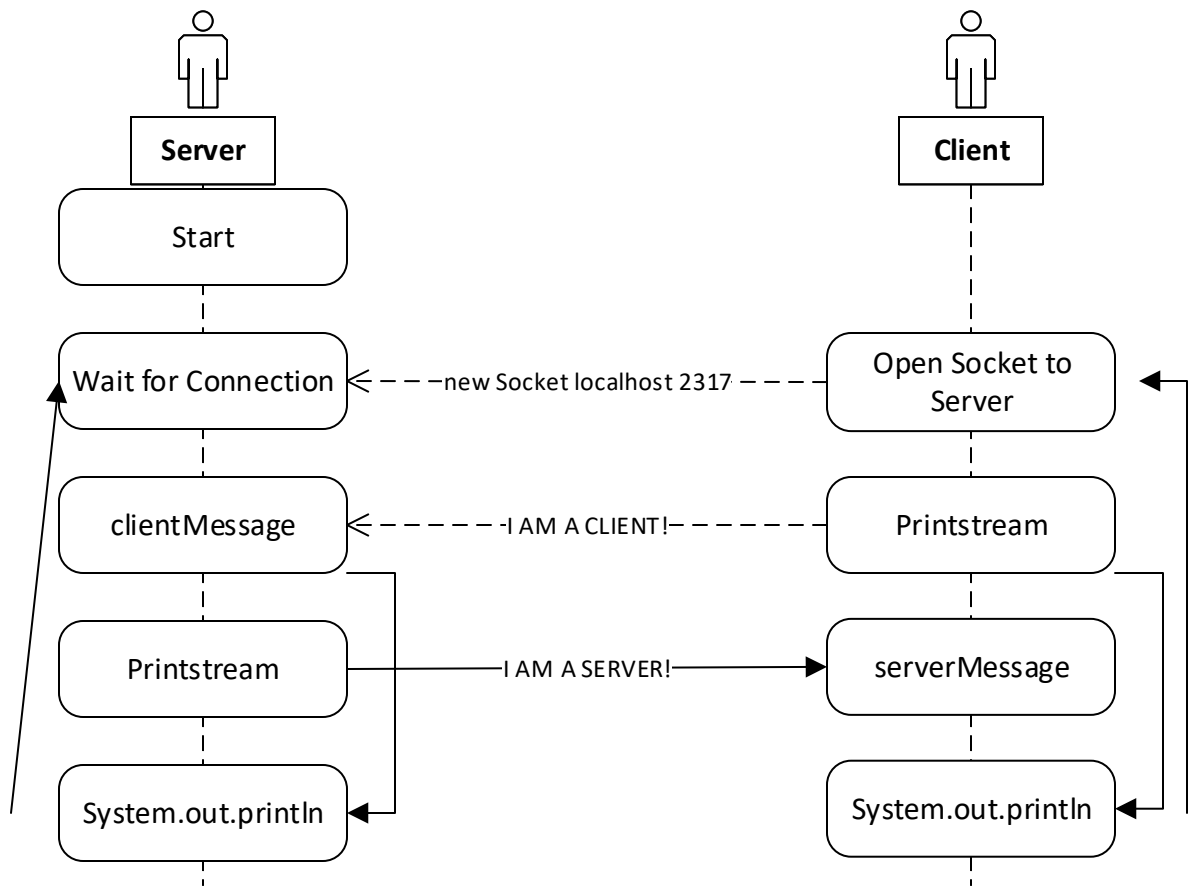 Server
Client
Start
Wait for Connection
new Socket localhost 2317
Open Socket to
Server
clientMessage
I AM A CLIENT!
Printstream
Printstream
I AM A SERVER!
serverMessage
System.out.println
System.out.println